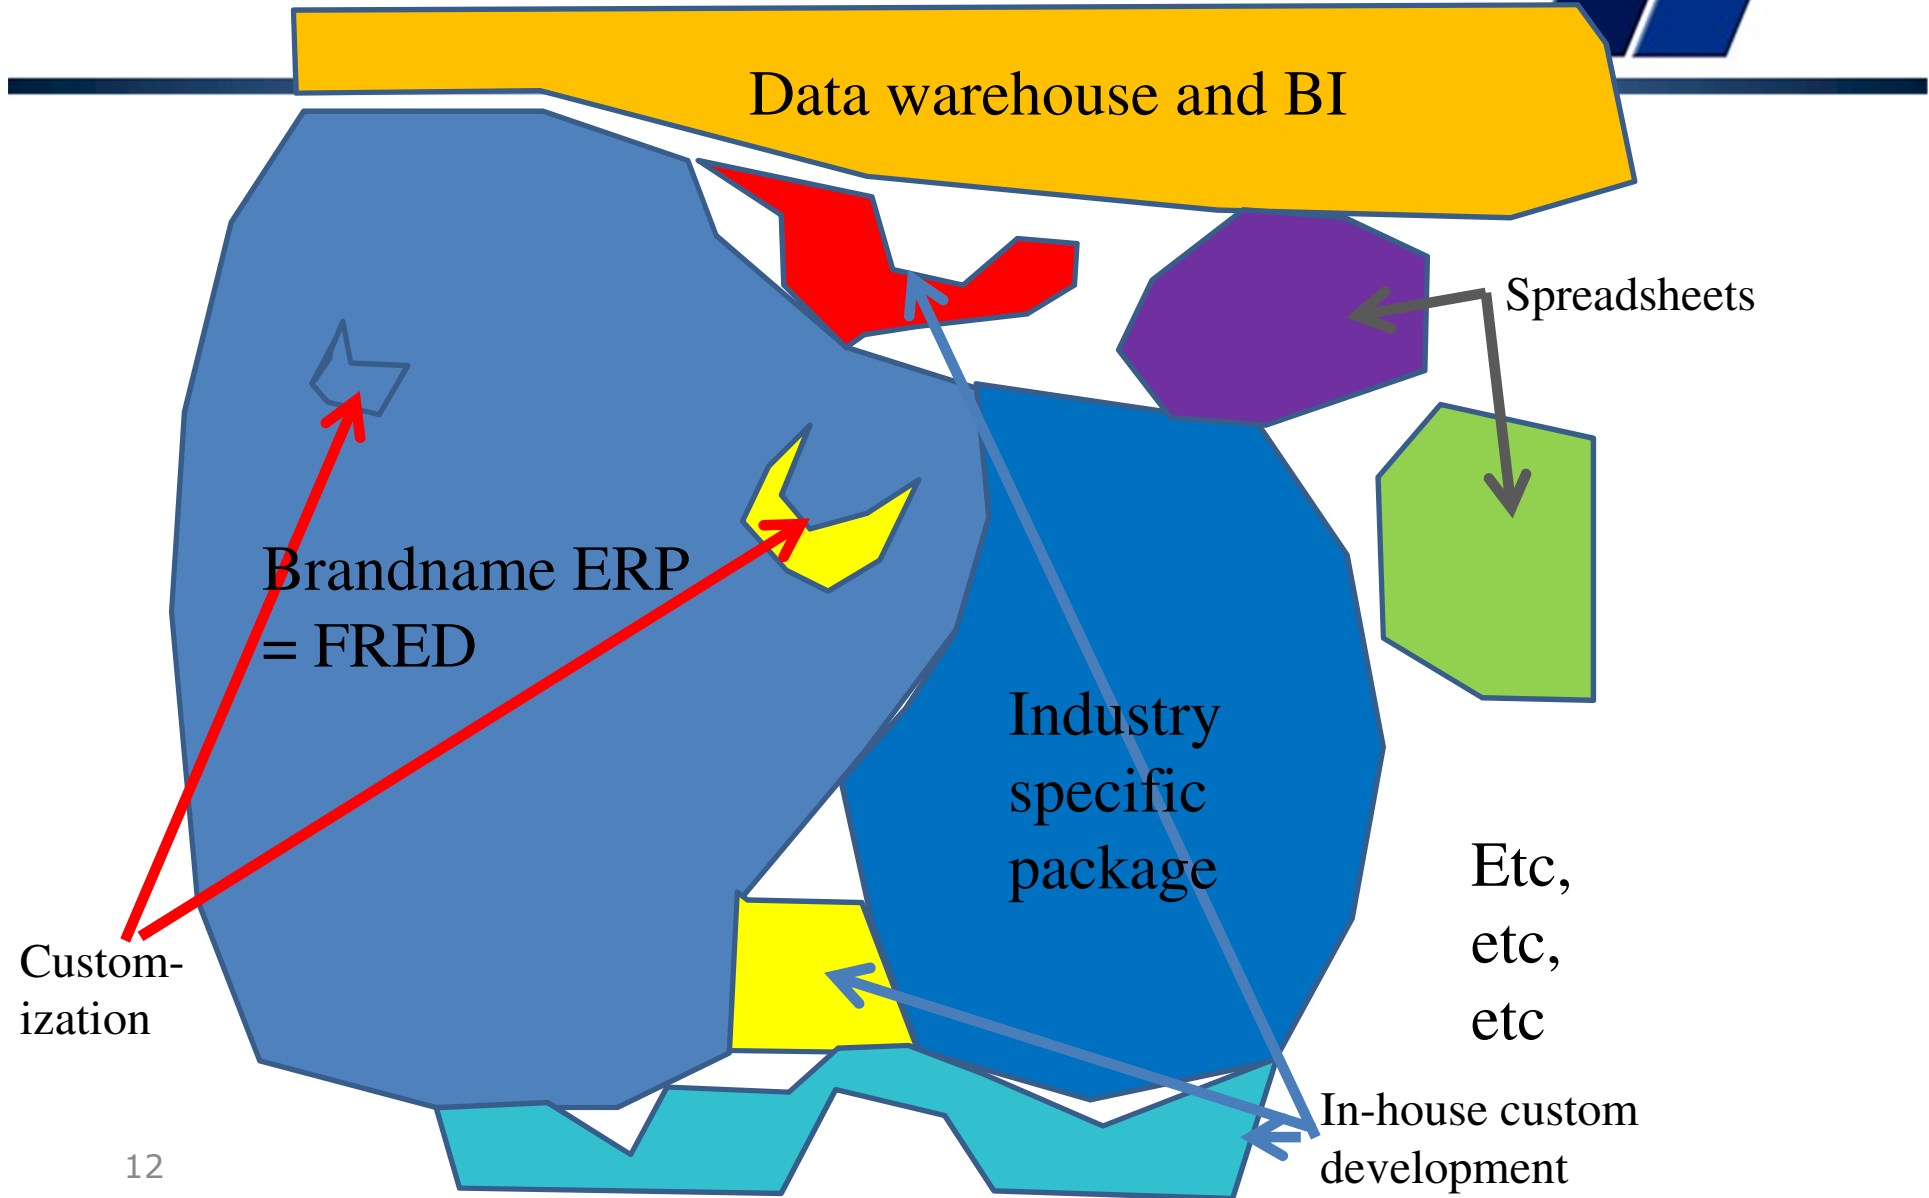 Data warehouse and BI
Spreadsheets
Brandname ERP
= FRED
Industry
specific
package
Etc,
etc,
etc
Custom-
ization
In-house custom
development
12